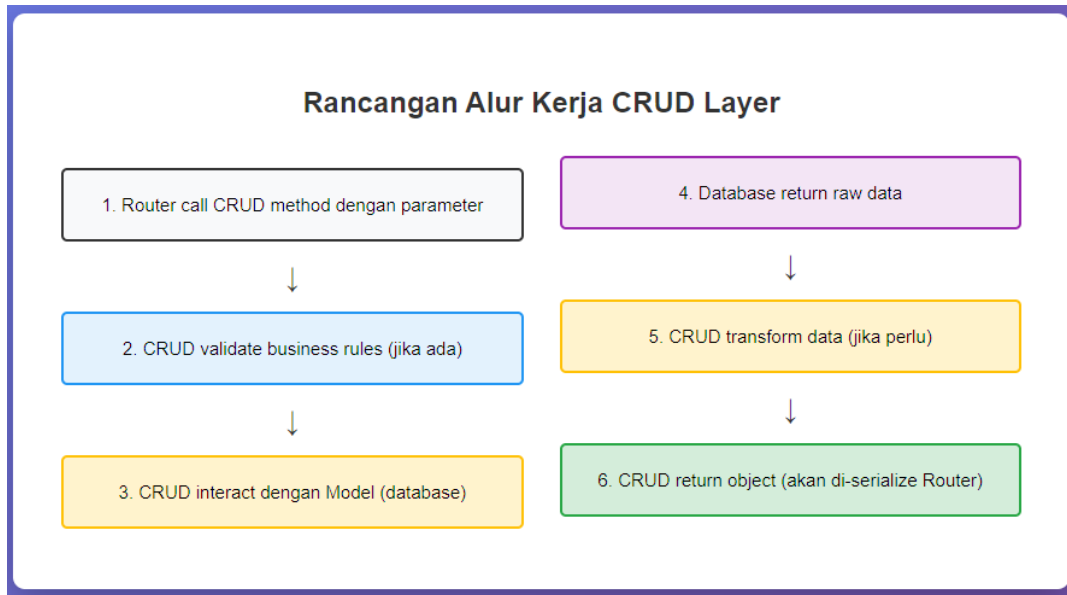 Rancangan Alur Kerja CRUD Layer
1. Router call CRUD method dengan parameter
2. CRUD validate business rules (jika ada)
3. CRUD interact dengan Model (database)
4. Database return raw data
5. CRUD transform data (jika perlu)
6. CRUD return object (akan di-serialize Router)